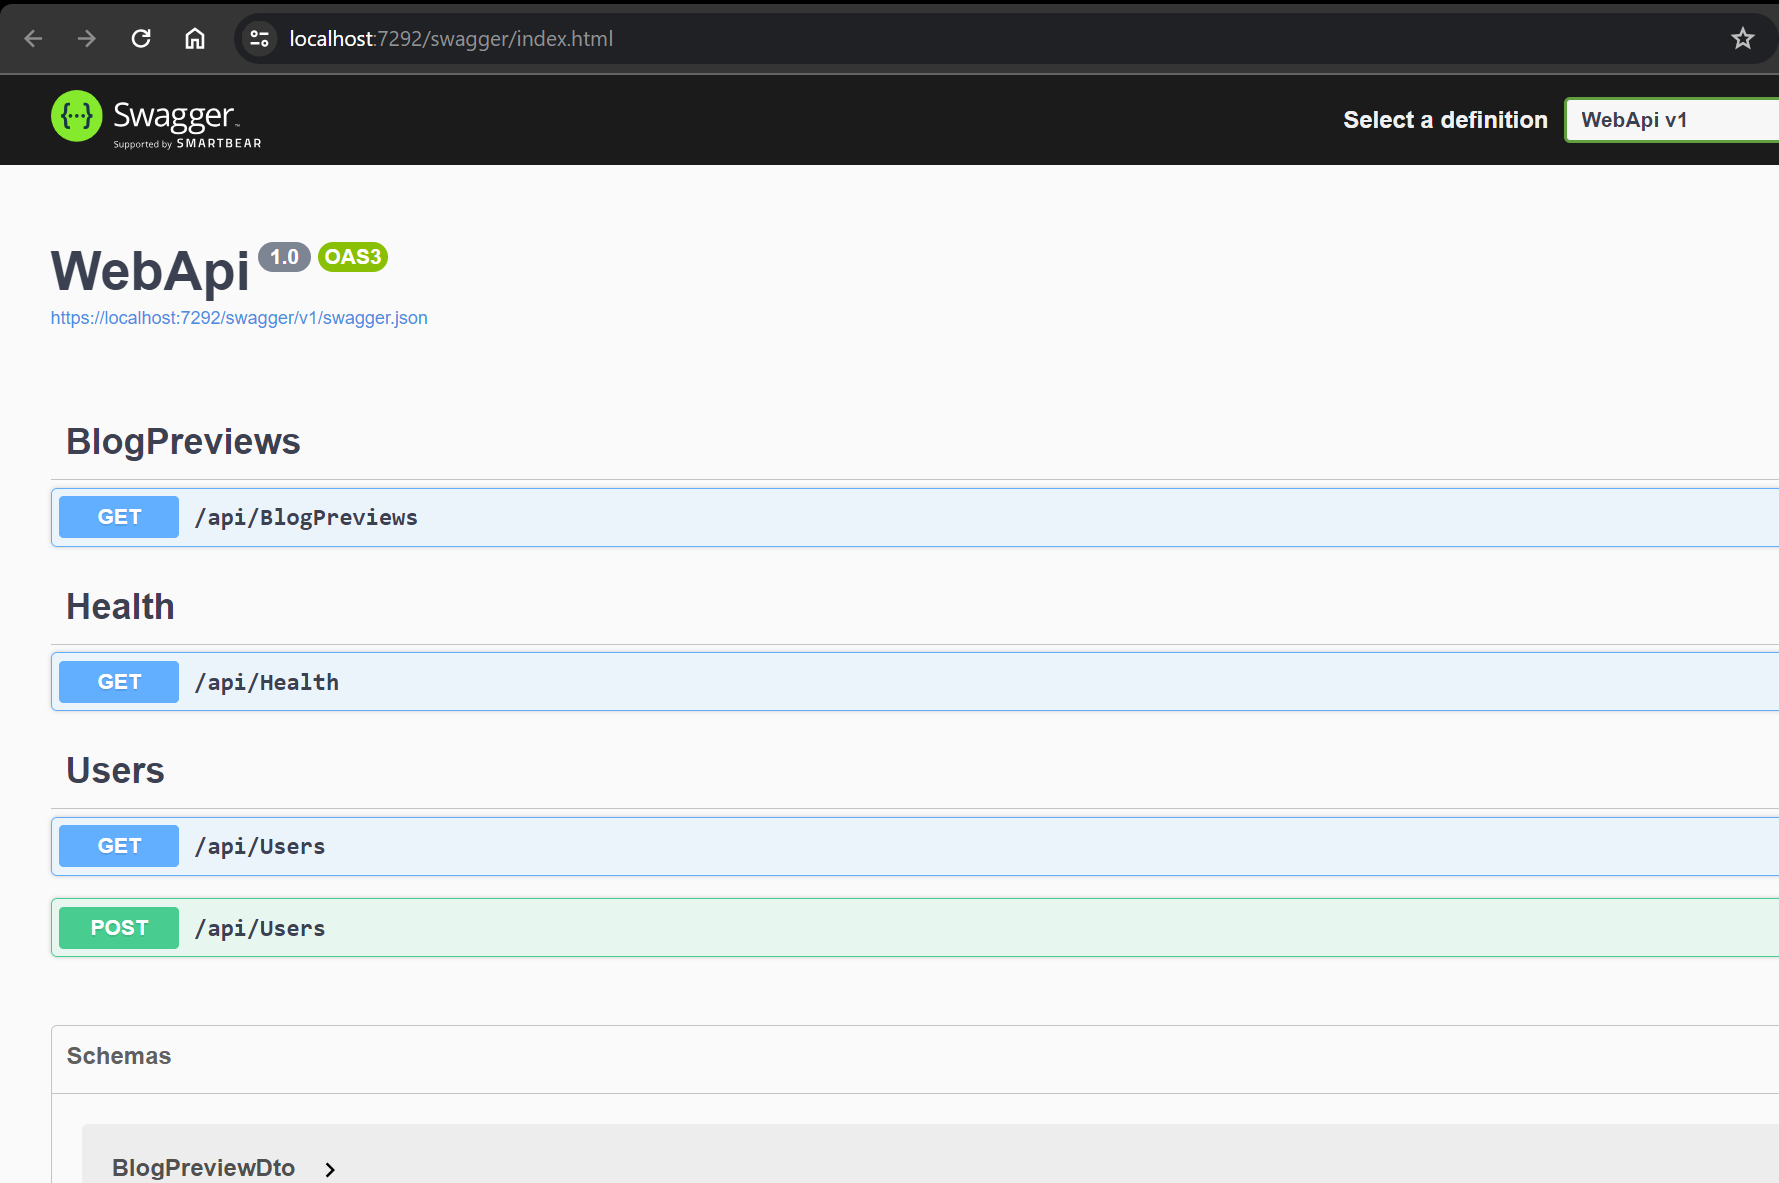 localhost:7292/swagger/index.html
{···} Swagger™
Supported by SMARTBEAR
Select a definition WebApi v1
WebApi 1.0 OAS3
https://localhost:7292/swagger/v1/swagger.json
BlogPreviews
GET /api/BlogPreviews
Health
GET /api/Health
Users
GET /api/Users
POST /api/Users
Schemas
BlogPreviewDto